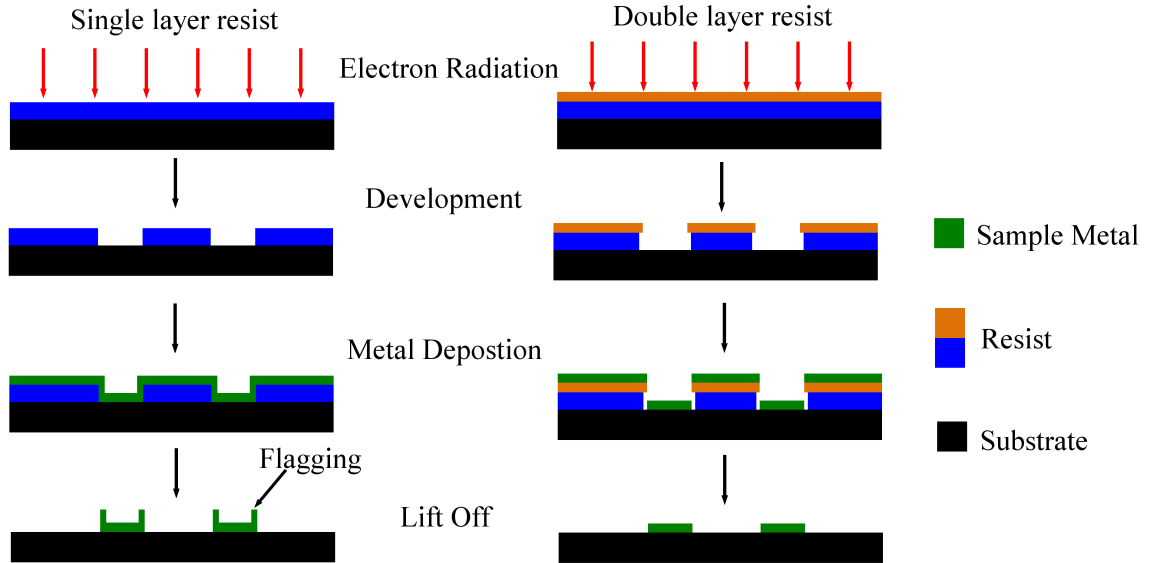 Single layer resist
Double layer resist
Electron Radiation
Development
Sample Metal
Resist
Metal Depostion
Substrate
Flagging
Lift Off